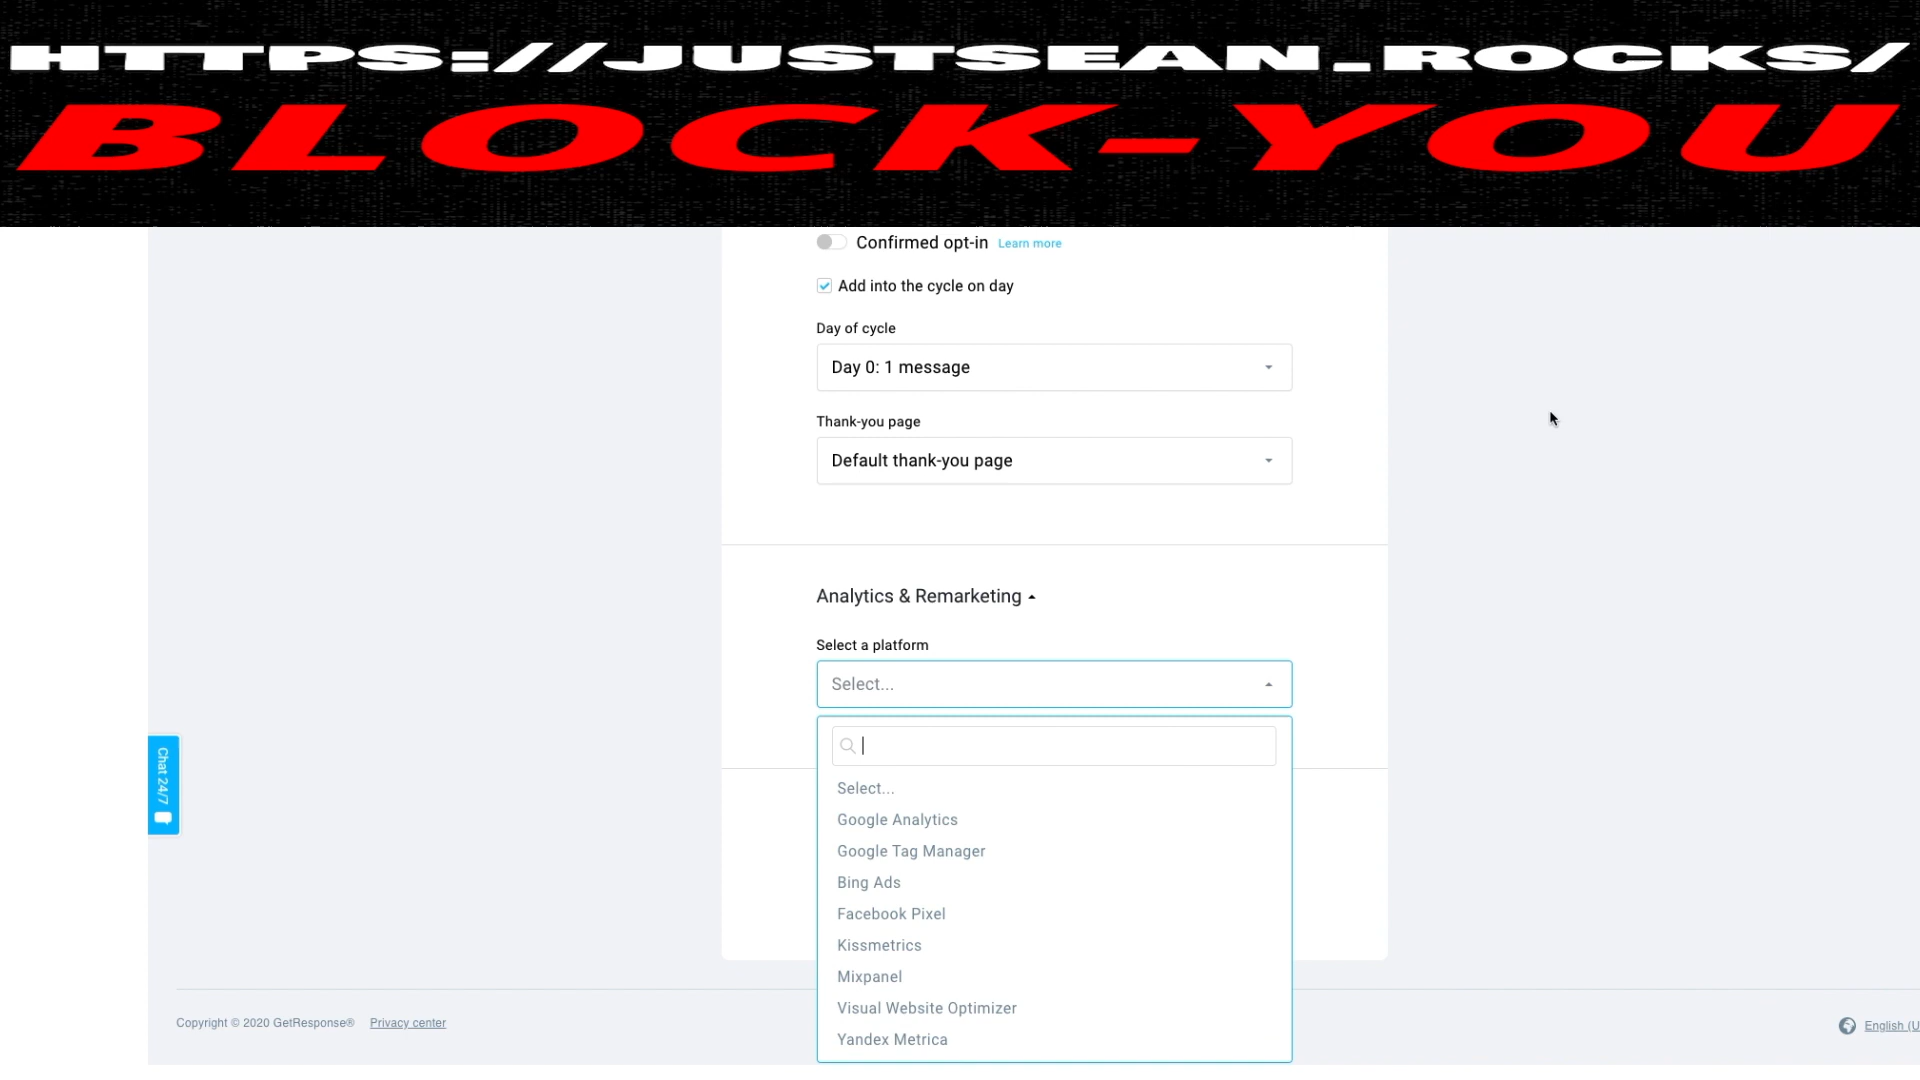 HTTPS://JUSTSEAN.ROCKS/
BLOCK-YOU
Confirmed opt-in Learn more
Add into the cycle on day
Day of cycle
Day 0: 1 message
Thank-you page
Default thank-you page
Analytics & Remarketing
Select a platform
Select...
Select...
Google Analytics
Google Tag Manager
Bing Ads
Facebook Pixel
Kissmetrics
Mixpanel
Visual Website Optimizer
Yandex Metrica
Chat 24/7
Copyright © 2020 GetResponse® Privacy center
English (U